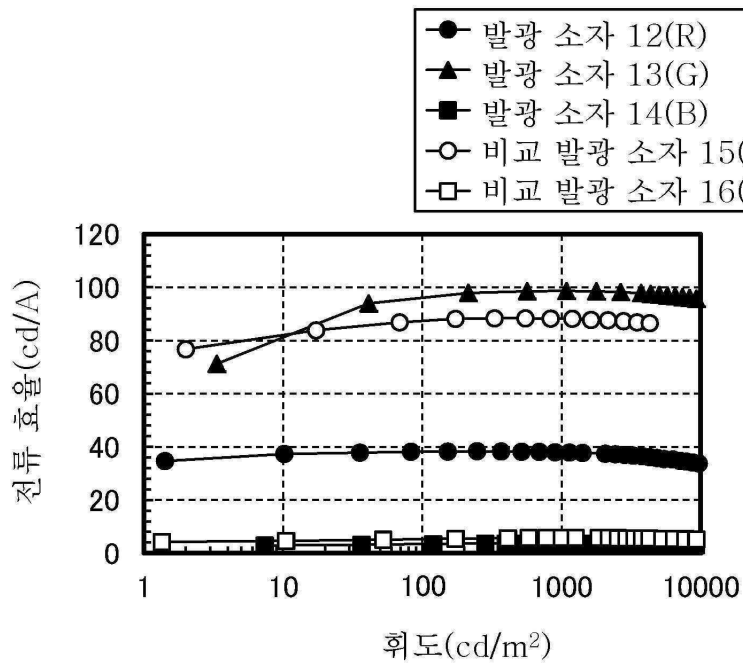 발광 소자 12(R)
발광 소자 13(G)
발광 소자 14(B)
비교 발광 소자 15(
비교 발광 소자 16(
전류 효율(cd/A)
120
100
80
60
40
20
0
1 10 100 1000 10000
휘도(cd/m²)